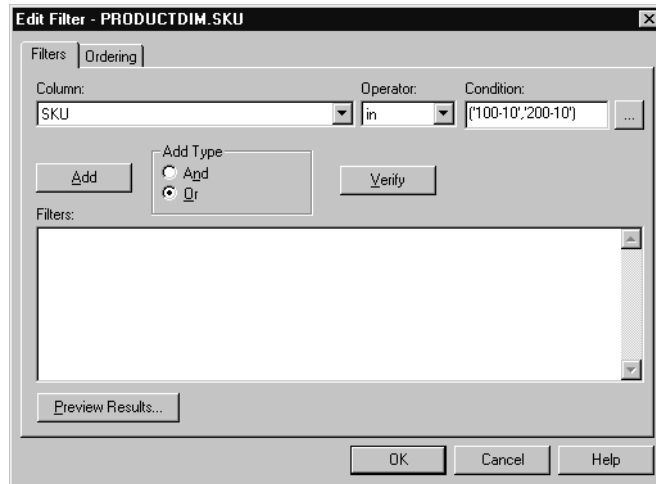 Edit Filter - PRODUCTDIM.SKU
Filters Ordering
Column: Operator: Condition:
SKU in ('100-10','200-10') ...
Add Type
Add And Verify
Or
Filters:
Preview Results...
OK Cancel Help